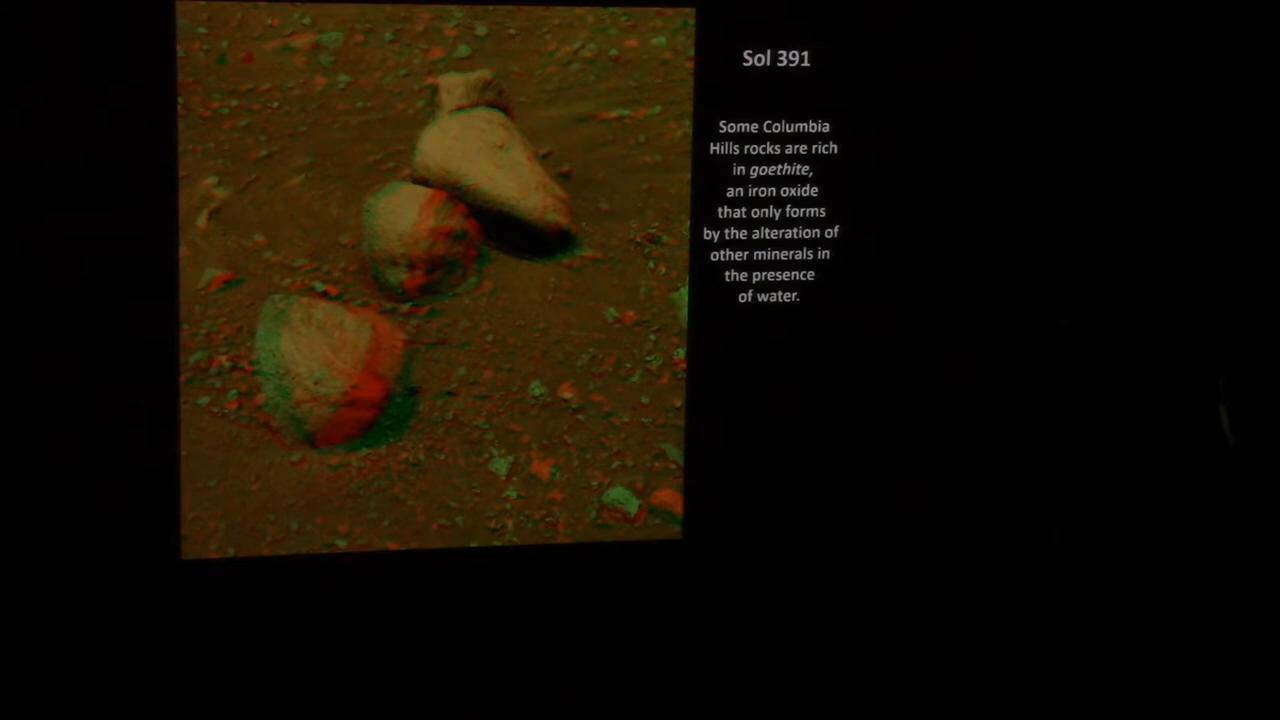 Sol 391
Some Columbia
Hills rocks are rich
in goethite,
an iron oxide
that only forms
by the alteration of
other minerals in
the presence
of water.